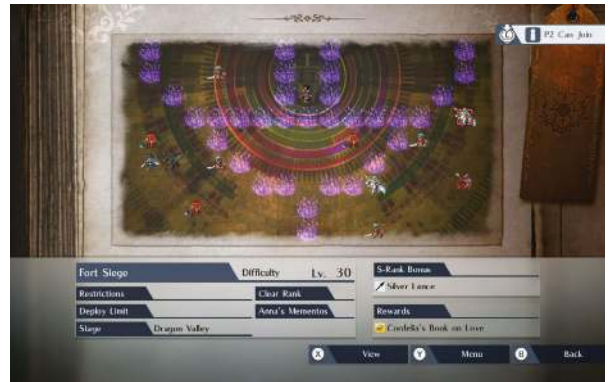 P2 Can Join
Fort Siege
Difficulty Lv. 30
Restrictions
Clear Rank
Deploy Limit
Anna's Mementos
Stage Dragon Valley
S-Rank Bonus
Silver Lance
Rewards
Cordelia's Book on Love
X View
Y Menu
B Back